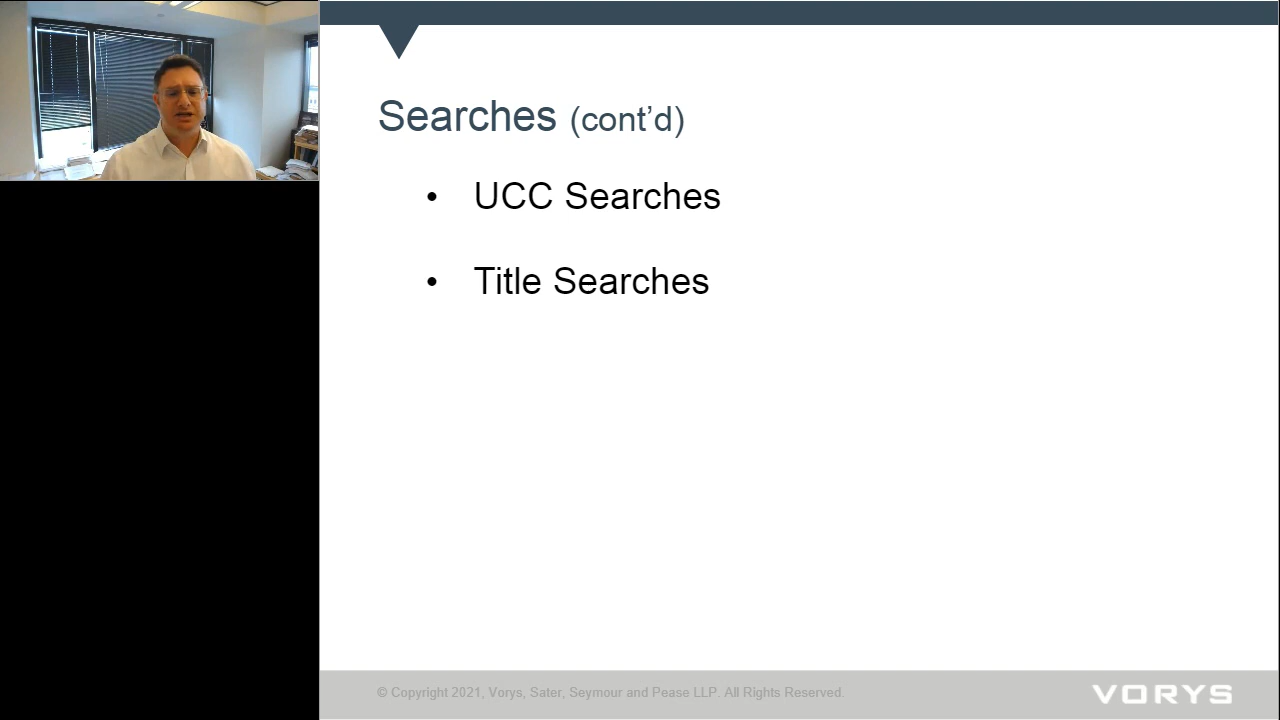 Searches (cont’d)
• UCC Searches
• Title Searches
© Copyright 2021, Vorys, Sater, Seymour and Pease LLP. All Rights Reserved.
VORYS